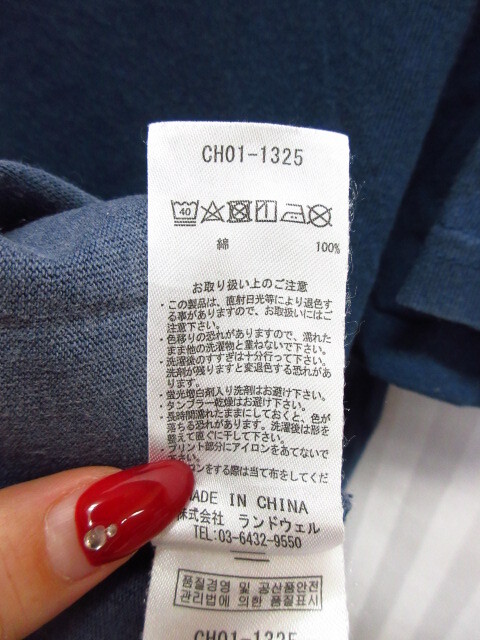 CH01-1325
40
綿 100%
お取り扱い上のご注意
・この製品は、直射日光等により退色す
る事がありますので、お取扱いにはご
注意下さい。
・色移りの恐れがありますので、濡れた
まま他の洗濯物と重ねないで下さい。
・洗濯後のすすぎは十分行って下さい。
洗剤が残りますと変退色する恐れがあ
ります。
・蛍光増白剤入り洗剤はお避け下さい。
・タンブラー乾燥はお避け下さい。
・長時間濡れたままにしておくと、色が
落ちる恐れがあります。洗濯後は形を
整えて直ぐに干して下さい。
・プリント部分にアイロンをあてないで
下さい。
ロンをする際は当て布をしてくだ
MADE IN CHINA
株式会社 ランドウェル
TEL:03-6432-9550
품질경영 및 공산품안전
관리법에 의한 품질표시
CH01-1325